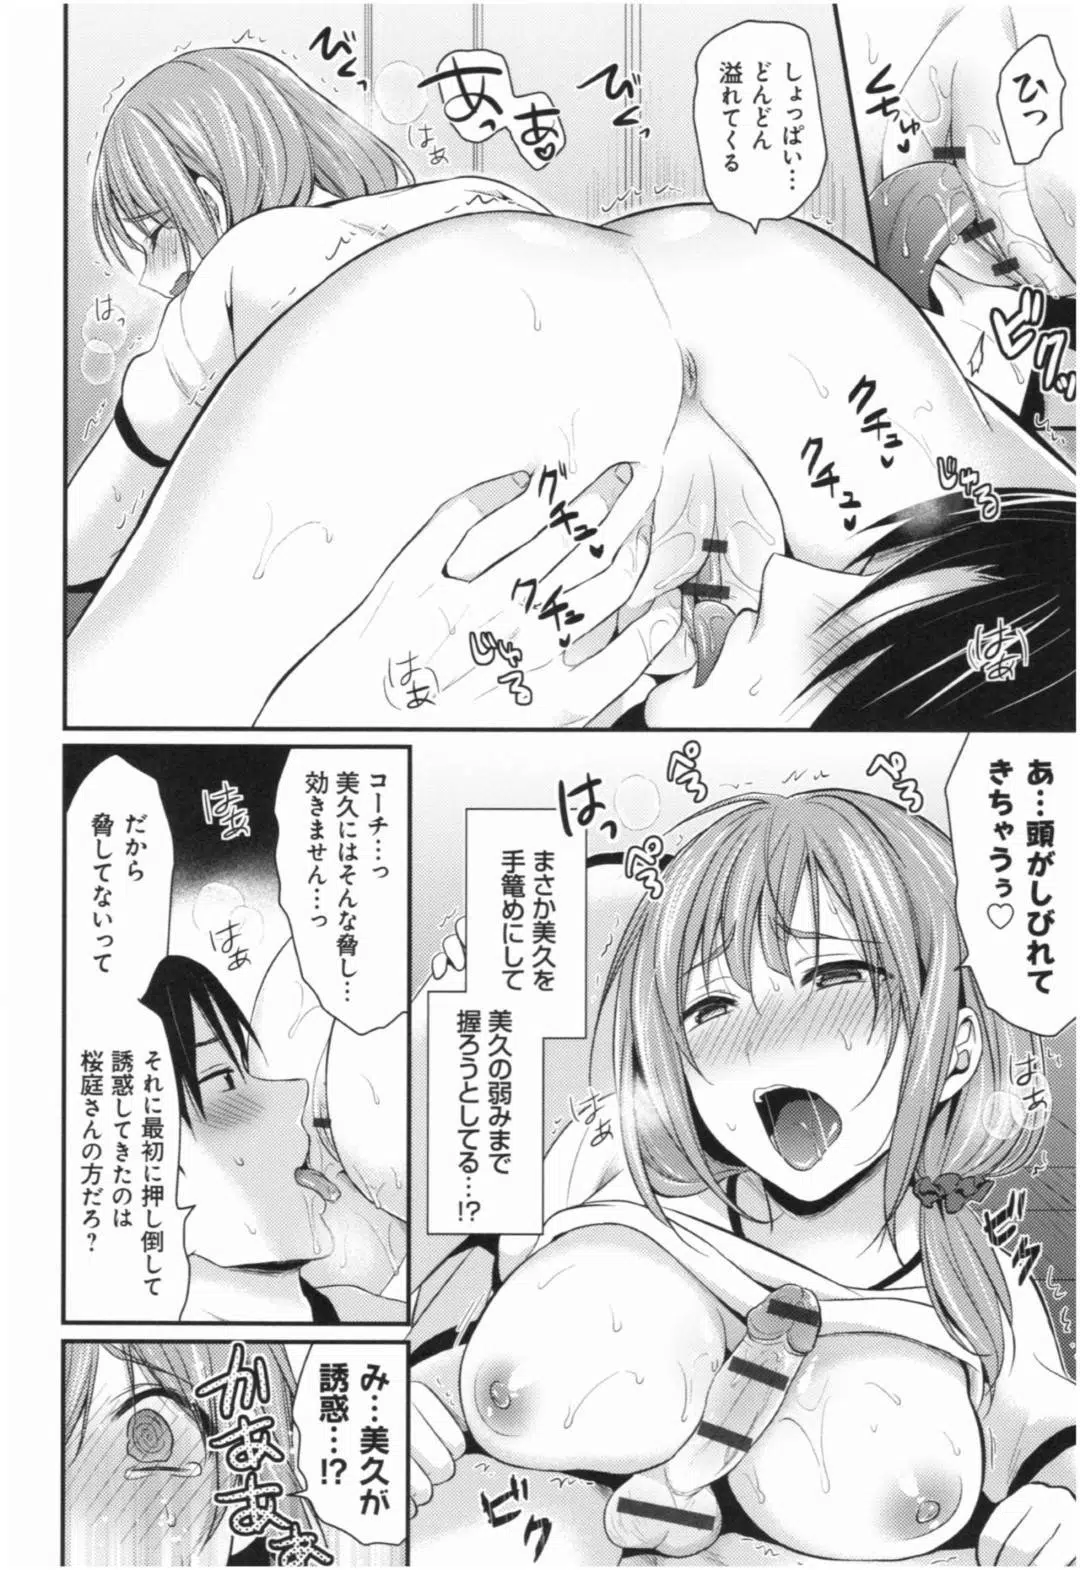 ひっ
くちゅ
ビクッ
しょっぱい…
どんどん
溢れてくる
ビくっ
あっ
あぁ
はぁ
ビくっ
はっ
クチュ
クチュ
じゅる
グチュ
クチュ
じゅる
はぁ
はぁ
あ…頭がしびれて
きちゃうぅ♡
ぺろ
ぺろ
ぺろ
はっ
まさか美久を
手篭めにして
美久の弱みまで
握ろうとしてる…!?
はぁ
はぁ
ビクッ
ビクッ
コーチ…っ
美久にはそんな脅し…
効きません…っ
はぁ
はぁ
だから
脅してないって
それに最初に押し倒して
誘惑してきたのは
桜庭さんの方だろ？
み…美久が
誘惑…!?
かぁぁぁ